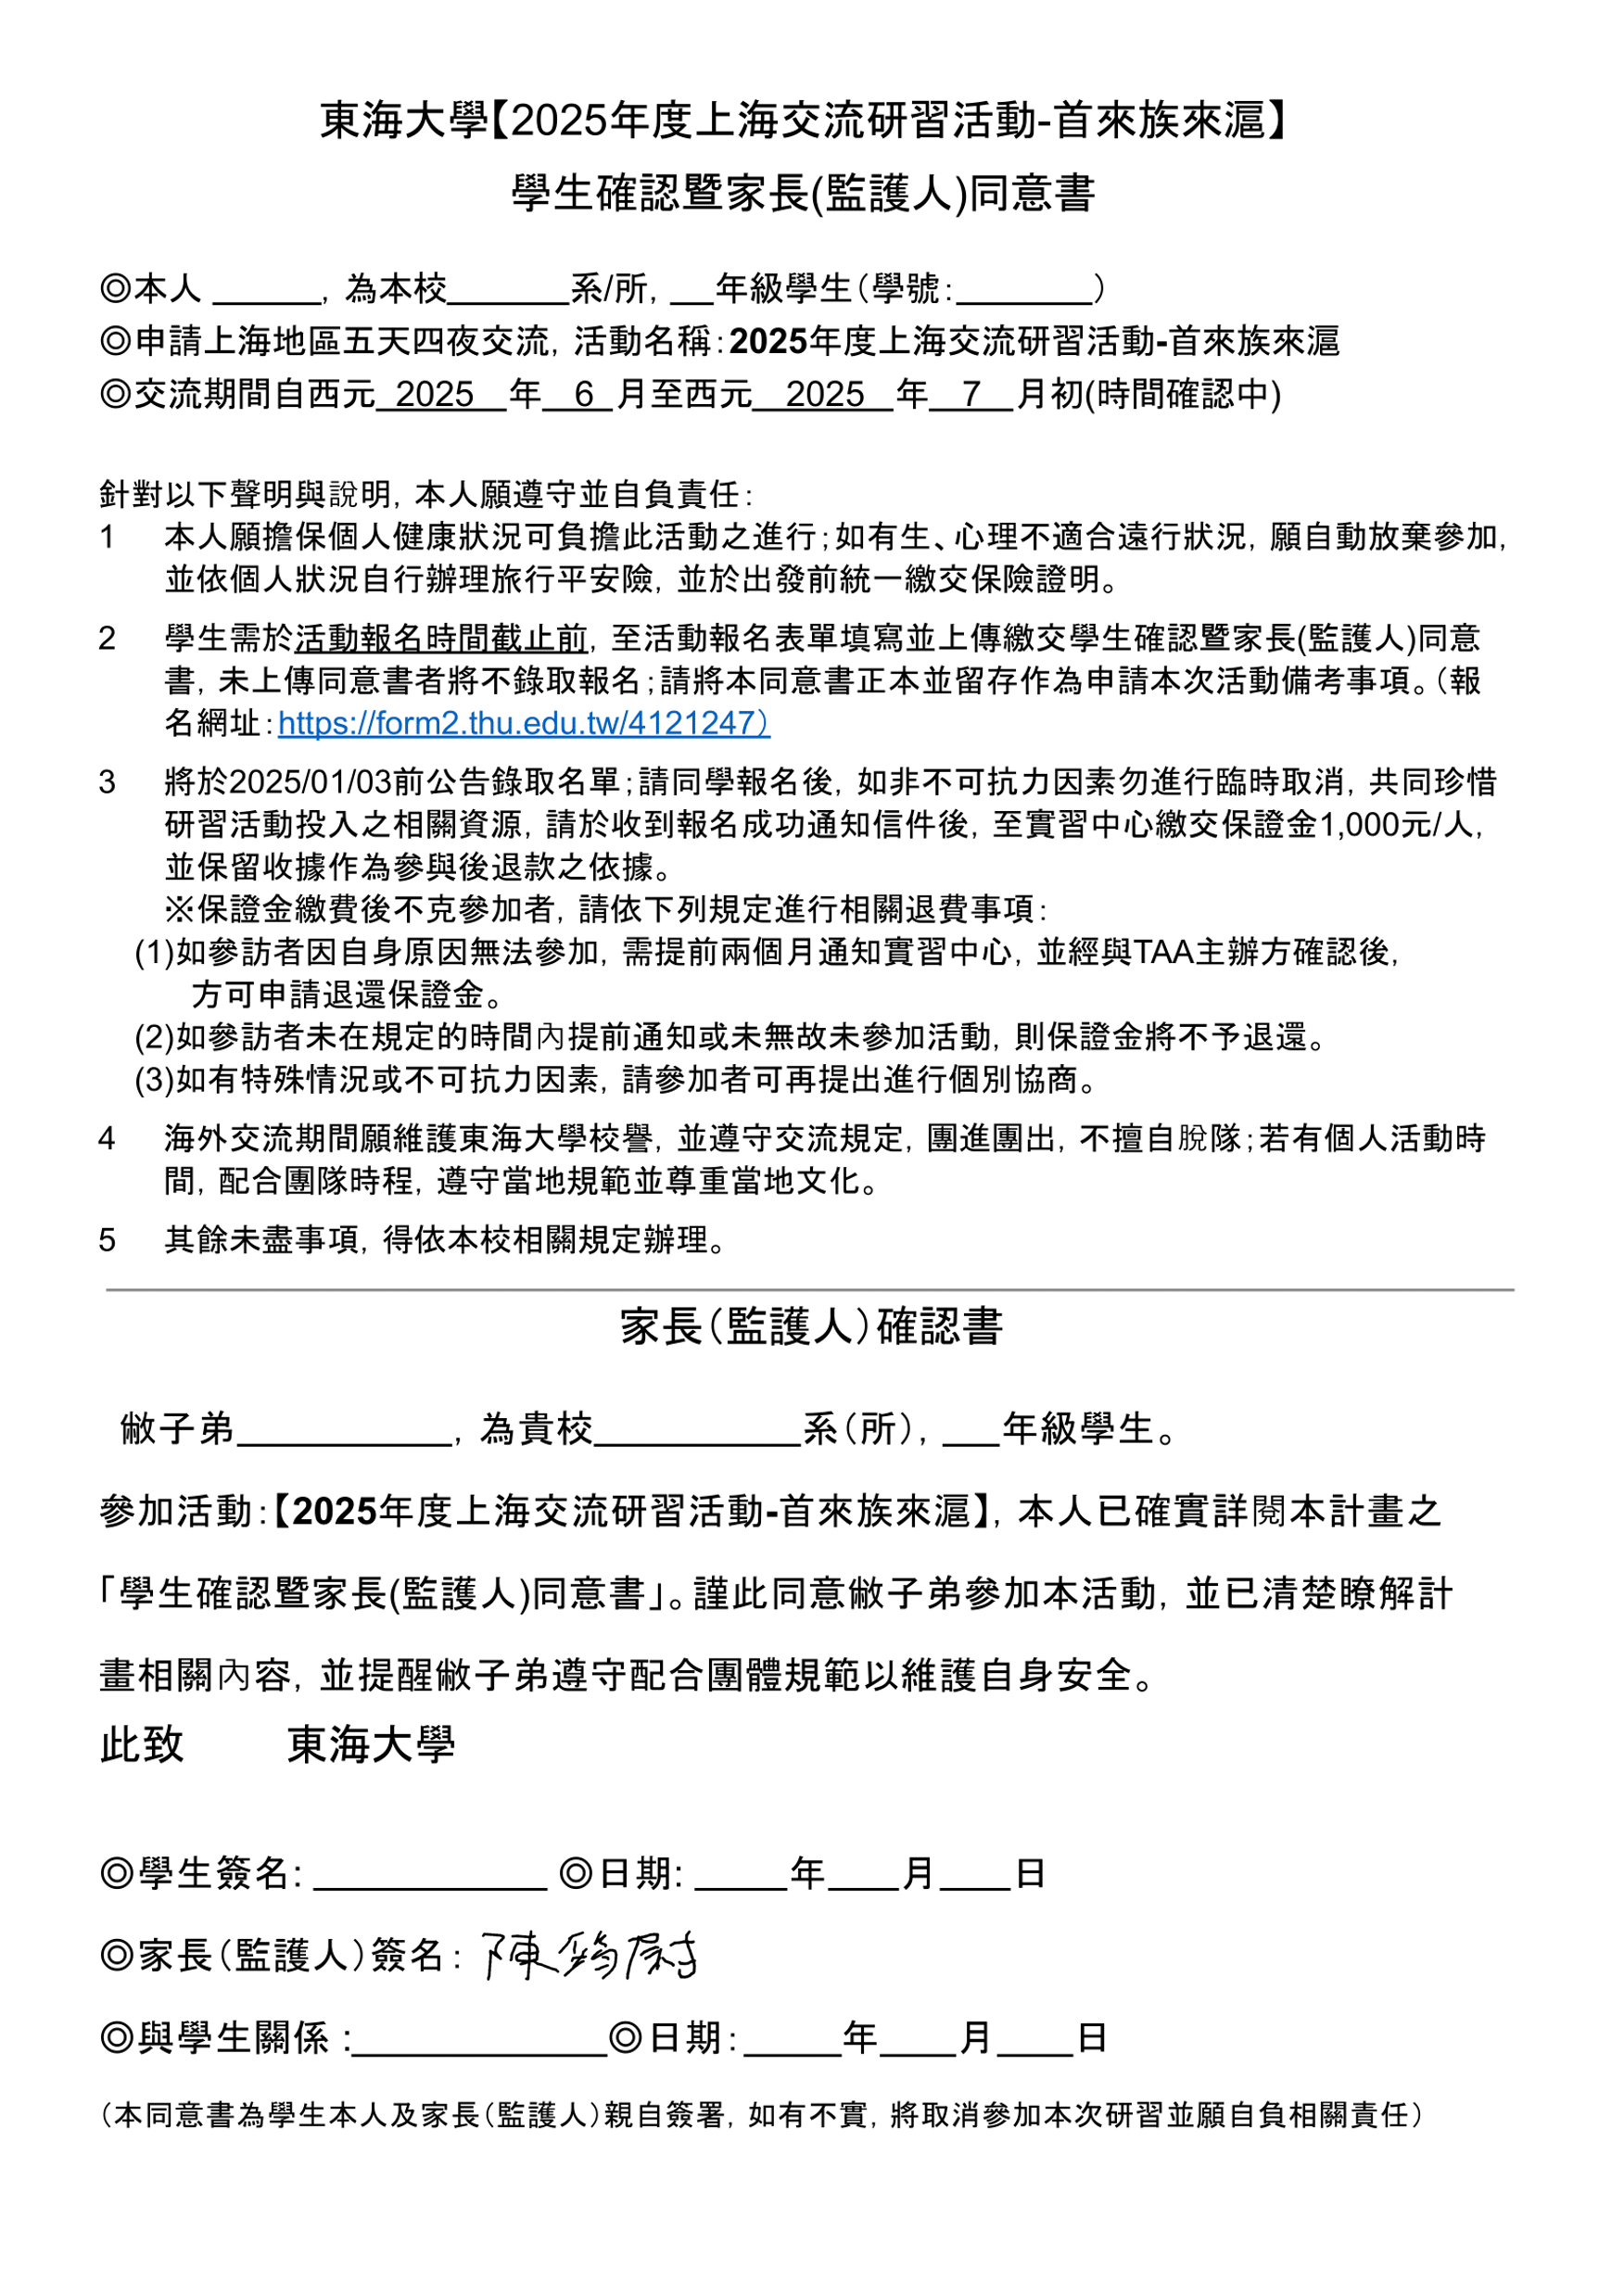 東海大學【2025年度上海交流研習活動-首來族來滬】
學生確認暨家長(監護人)同意書
◎本人 ______, 為本校______系/所, __年級學生(學號:_______)
◎申請上海地區五天四夜交流, 活動名稱:2025年度上海交流研習活動-首來族來滬
◎交流期間自西元 2025 年 6 月至西元 2025 年 7 月初(時間確認中)
針對以下聲明與說明, 本人願遵守並自負責任:
1 本人願擔保個人健康狀況可負擔此活動之進行;如有生、心理不適合遠行狀況, 願自動放棄參加,
並依個人狀況自行辦理旅行平安險, 並於出發前統一繳交保險證明。
2 學生需於活動報名時間截止前, 至活動報名表單填寫並上傳繳交學生確認暨家長(監護人)同意
書, 未上傳同意書者將不錄取報名;請將本同意書正本並留存作為申請本次活動備考事項。(報
名網址:https://form2.thu.edu.tw/4121247)
3 將於2025/01/03前公告錄取名單;請同學報名後, 如非不可抗力因素勿進行臨時取消, 共同珍惜
研習活動投入之相關資源, 請於收到報名成功通知信件後, 至實習中心繳交保證金1,000元/人,
並保留收據作為參與後退款之依據。
※保證金繳費後不克參加者, 請依下列規定進行相關退費事項:
(1)如參訪者因自身原因無法參加, 需提前兩個月通知實習中心, 並經與TAA主辦方確認後,
方可申請退還保證金。
(2)如參訪者未在規定的時間內提前通知或未無故未參加活動, 則保證金將不予退還。
(3)如有特殊情況或不可抗力因素, 請參加者可再提出進行個別協商。
4 海外交流期間願維護東海大學校譽, 並遵守交流規定, 團進團出, 不擅自脫隊;若有個人活動時
間, 配合團隊時程, 遵守當地規範並尊重當地文化。
5 其餘未盡事項, 得依本校相關規定辦理。
家長(監護人)確認書
敝子弟___________, 為貴校__________系(所), ___年級學生。
參加活動:【2025年度上海交流研習活動-首來族來滬】, 本人已確實詳閱本計畫之
「學生確認暨家長(監護人)同意書」。謹此同意敝子弟參加本活動, 並已清楚瞭解計
畫相關內容, 並提醒敝子弟遵守配合團體規範以維護自身安全。
此致 東海大學
◎學生簽名: ____________ ◎日期: _____年____月____日
◎家長(監護人)簽名: 陳
◎與學生關係 :_____________◎日期:_____年____月____日
(本同意書為學生本人及家長(監護人)親自簽署, 如有不實, 將取消參加本次研習並願自負相關責任)